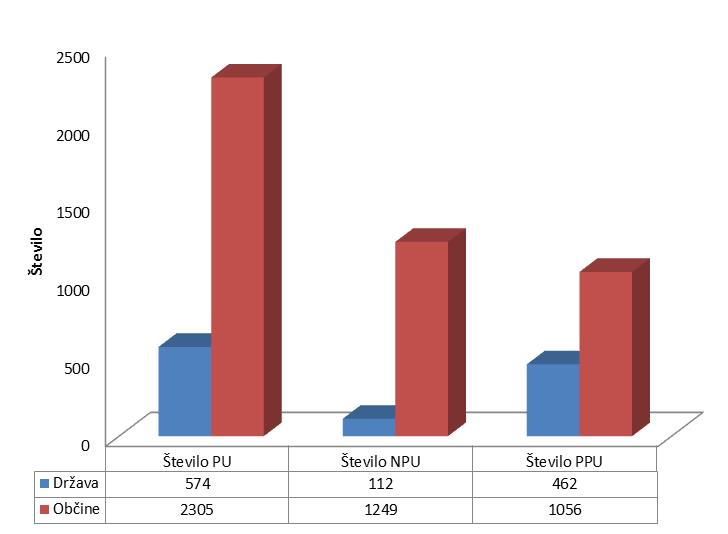 2500
2000
1500
1000
500
0
Število
Število PU Število NPU Število PPU
Država 574 112 462
Občine 2305 1249 1056